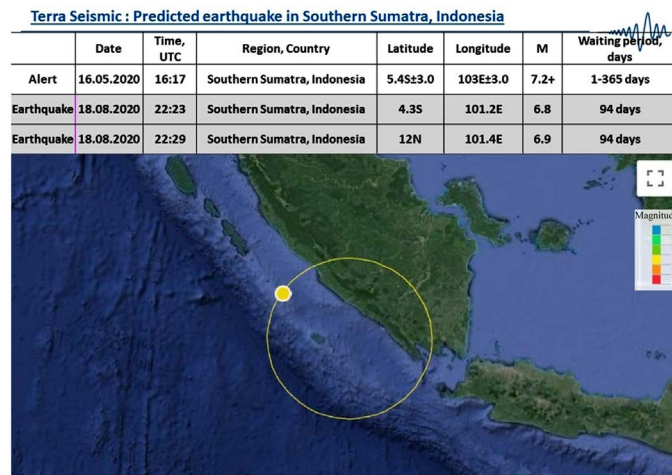 Terra Seismic : Predicted earthquake in Southern Sumatra, Indonesia
Date Time, UTC Region, Country Latitude Longitude M Waiting period, days
Alert 16.05.2020 16:17 Southern Sumatra, Indonesia 5.4S±3.0 103E±3.0 7.2+ 1-365 days
Earthquake 18.08.2020 22:23 Southern Sumatra, Indonesia 4.3S 101.2E 6.8 94 days
Earthquake 18.08.2020 22:29 Southern Sumatra, Indonesia 12N 101.4E 6.9 94 days